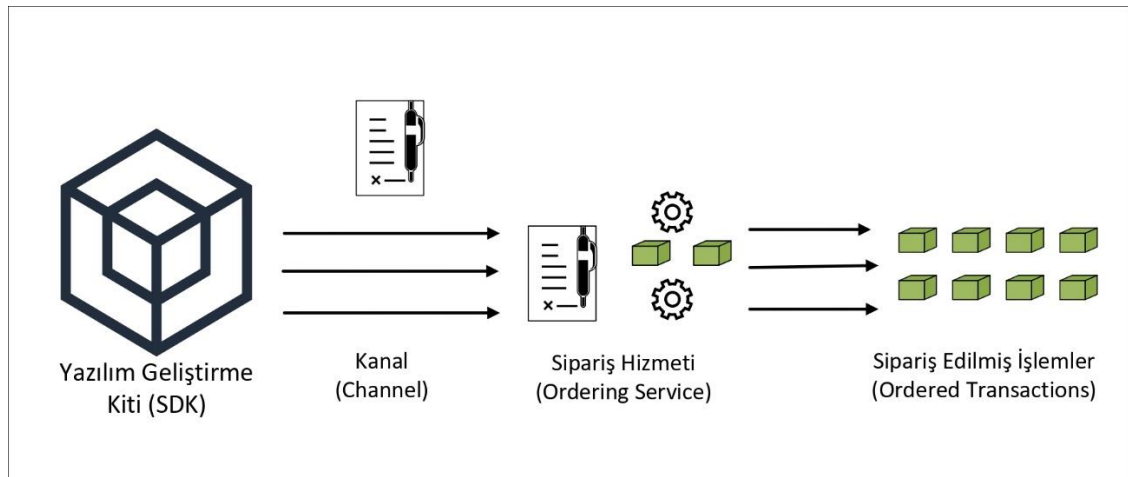 Yazılım Geliştirme
Kiti (SDK)
Kanal
(Channel)
Sipariş Hizmeti
(Ordering Service)
Sipariş Edilmiş İşlemler
(Ordered Transactions)